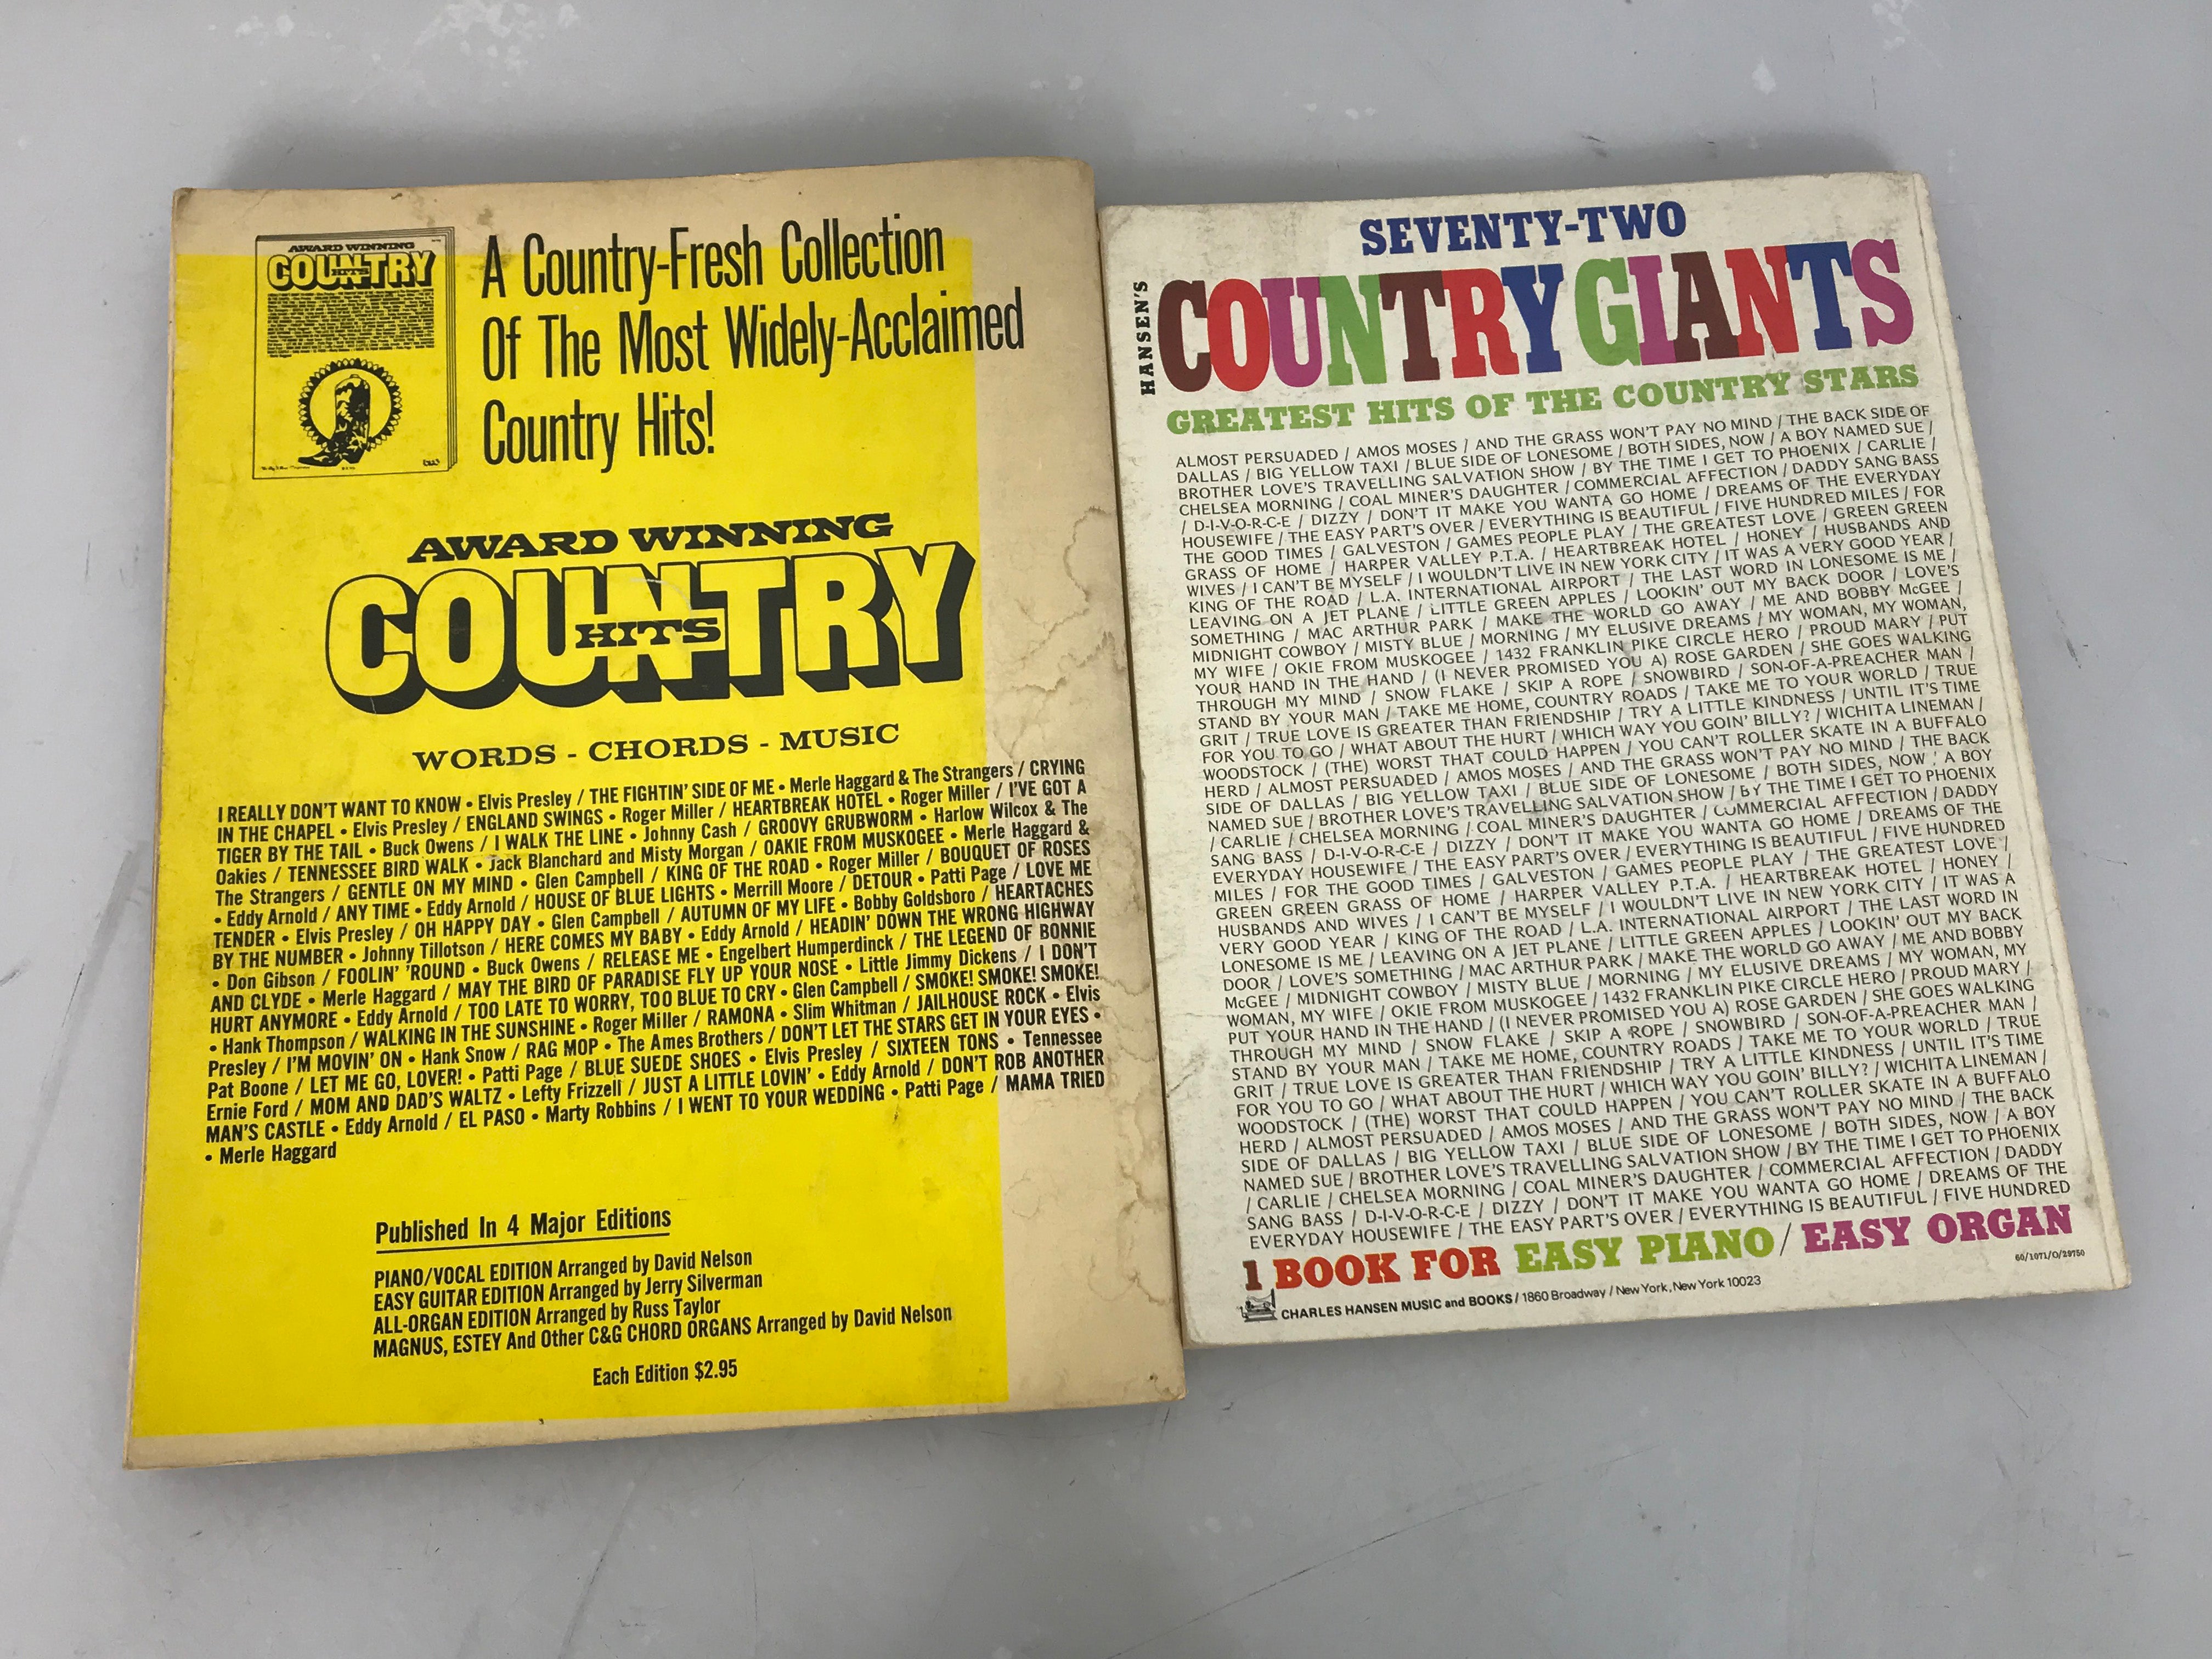 AWARD WINNING
COUNTRY
HITS
A Country-Fresh Collection
Of The Most Widely-Acclaimed
Country Hits!
AWARD WINNING
COUNTRY
HITS
WORDS - CHORDS - MUSIC
I REALLY DON'T WANT TO KNOW • Elvis Presley / THE FIGHTIN' SIDE OF ME • Merle Haggard & The Strangers / CRYING
IN THE CHAPEL • Elvis Presley / ENGLAND SWINGS • Roger Miller / HEARTBREAK HOTEL • Roger Miller / I'VE GOT A
TIGER BY THE TAIL • Buck Owens / I WALK THE LINE • Johnny Cash / GROOVY GRUBWORM • Harlow Wilcox & The
Oakies / TENNESSEE BIRD WALK • Jack Blanchard and Misty Morgan / OAKIE FROM MUSKOGEE • Merle Haggard &
The Strangers / GENTLE ON MY MIND • Glen Campbell / KING OF THE ROAD • Roger Miller / BOUQUET OF ROSES
• Eddy Arnold / ANY TIME • Eddy Arnold / HOUSE OF BLUE LIGHTS • Merrill Moore / DETOUR • Patti Page / LOVE ME
TENDER • Elvis Presley / OH HAPPY DAY • Glen Campbell / AUTUMN OF MY LIFE • Bobby Goldsboro / HEARTACHES
BY THE NUMBER • Johnny Tillotson / HERE COMES MY BABY • Eddy Arnold / HEADIN' DOWN THE WRONG HIGHWAY
• Don Gibson / FOOLIN' 'ROUND • Buck Owens / RELEASE ME • Engelbert Humperdinck / THE LEGEND OF BONNIE
AND CLYDE • Merle Haggard / MAY THE BIRD OF PARADISE FLY UP YOUR NOSE • Little Jimmy Dickens / I DON'T
HURT ANYMORE • Eddy Arnold / TOO LATE TO WORRY, TOO BLUE TO CRY • Glen Campbell / SMOKE! SMOKE! SMOKE!
• Hank Thompson / WALKING IN THE SUNSHINE • Roger Miller / RAMONA • Slim Whitman / JAILHOUSE ROCK • Elvis
Presley / I'M MOVIN' ON • Hank Snow / RAG MOP • The Ames Brothers / DON'T LET THE STARS GET IN YOUR EYES •
Pat Boone / LET ME GO, LOVER! • Patti Page / BLUE SUEDE SHOES • Elvis Presley / SIXTEEN TONS • Tennessee
Ernie Ford / MOM AND DAD'S WALTZ • Lefty Frizzell / JUST A LITTLE LOVIN' • Eddy Arnold / DON'T ROB ANOTHER
MAN'S CASTLE • Eddy Arnold / EL PASO • Marty Robbins / I WENT TO YOUR WEDDING • Patti Page / MAMA TRIED
• Merle Haggard
Published In 4 Major Editions
PIANO/VOCAL EDITION Arranged by David Nelson
EASY GUITAR EDITION Arranged by Jerry Silverman
ALL-ORGAN EDITION Arranged by Russ Taylor
MAGNUS, ESTEY And Other C&G CHORD ORGANS Arranged by David Nelson
Each Edition $2.95
SEVENTY-TWO
HANSEN'S
COUNTRY GIANTS
GREATEST HITS OF THE COUNTRY STARS
ALMOST PERSUADED / AMOS MOSES / AND THE GRASS WON'T PAY NO MIND / THE BACK SIDE OF
DALLAS / BIG YELLOW TAXI / BLUE SIDE OF LONESOME / BOTH SIDES, NOW / A BOY NAMED SUE /
BROTHER LOVE'S TRAVELLING SALVATION SHOW / BY THE TIME I GET TO PHOENIX / CARLIE /
CHELSEA MORNING / COAL MINER'S DAUGHTER / COMMERCIAL AFFECTION / DADDY SANG BASS
/ D-I-V-O-R-C-E / DIZZY / DON'T IT MAKE YOU WANTA GO HOME / DREAMS OF THE EVERYDAY
HOUSEWIFE / THE EASY PART'S OVER / EVERYTHING IS BEAUTIFUL / FIVE HUNDRED MILES / FOR
THE GOOD TIMES / GALVESTON / GAMES PEOPLE PLAY / THE GREATEST LOVE / GREEN GREEN
GRASS OF HOME / HARPER VALLEY P.T.A. / HEARTBREAK HOTEL / HONEY / HUSBANDS AND
WIVES / I CAN'T BE MYSELF / I WOULDN'T LIVE IN NEW YORK CITY / IT WAS A VERY GOOD YEAR /
KING OF THE ROAD / L.A. INTERNATIONAL AIRPORT / THE LAST WORD IN LONESOME IS ME /
LEAVING ON A JET PLANE / LITTLE GREEN APPLES / LOOKIN' OUT MY BACK DOOR / LOVE'S
SOMETHING / MAC ARTHUR PARK / MAKE THE WORLD GO AWAY / ME AND BOBBY McGEE /
MIDNIGHT COWBOY / MISTY BLUE / MORNING / MY ELUSIVE DREAMS / MY WOMAN, MY WOMAN,
MY WIFE / OKIE FROM MUSKOGEE / 1432 FRANKLIN PIKE CIRCLE HERO / PROUD MARY / PUT
YOUR HAND IN THE HAND / (I NEVER PROMISED YOU A) ROSE GARDEN / SHE GOES WALKING
THROUGH MY MIND / SNOW FLAKE / SKIP A ROPE / SNOWBIRD / SON-OF-A-PREACHER MAN /
STAND BY YOUR MAN / TAKE ME HOME, COUNTRY ROADS / TAKE ME TO YOUR WORLD / TRUE
GRIT / TRUE LOVE IS GREATER THAN FRIENDSHIP / TRY A LITTLE KINDNESS / UNTIL IT'S TIME
FOR YOU TO GO / WHAT ABOUT THE HURT / WHICH WAY YOU GOIN' BILLY? / WICHITA LINEMAN /
WOODSTOCK / (THE) WORST THAT COULD HAPPEN / YOU CAN'T ROLLER SKATE IN A BUFFALO
HERD / ALMOST PERSUADED / AMOS MOSES / AND THE GRASS WON'T PAY NO MIND / THE BACK
SIDE OF DALLAS / BIG YELLOW TAXI / BLUE SIDE OF LONESOME / BOTH SIDES, NOW / A BOY
NAMED SUE / BROTHER LOVE'S TRAVELLING SALVATION SHOW / BY THE TIME I GET TO PHOENIX
/ CARLIE / CHELSEA MORNING / COAL MINER'S DAUGHTER / COMMERCIAL AFFECTION / DADDY
SANG BASS / D-I-V-O-R-C-E / DIZZY / DON'T IT MAKE YOU WANTA GO HOME / DREAMS OF THE
EVERYDAY HOUSEWIFE / THE EASY PART'S OVER / EVERYTHING IS BEAUTIFUL / FIVE HUNDRED
MILES / FOR THE GOOD TIMES / GALVESTON / GAMES PEOPLE PLAY / THE GREATEST LOVE /
GREEN GREEN GRASS OF HOME / HARPER VALLEY P.T.A. / HEARTBREAK HOTEL / HONEY /
HUSBANDS AND WIVES / I CAN'T BE MYSELF / I WOULDN'T LIVE IN NEW YORK CITY / IT WAS A
VERY GOOD YEAR / KING OF THE ROAD / L.A. INTERNATIONAL AIRPORT / THE LAST WORD IN
LONESOME IS ME / LEAVING ON A JET PLANE / LITTLE GREEN APPLES / LOOKIN' OUT MY BACK
DOOR / LOVE'S SOMETHING / MAC ARTHUR PARK / MAKE THE WORLD GO AWAY / ME AND BOBBY
McGEE / MIDNIGHT COWBOY / MISTY BLUE / MORNING / MY ELUSIVE DREAMS / MY WOMAN, MY
WOMAN, MY WIFE / OKIE FROM MUSKOGEE / 1432 FRANKLIN PIKE CIRCLE HERO / PROUD MARY /
PUT YOUR HAND IN THE HAND / (I NEVER PROMISED YOU A) ROSE GARDEN / SHE GOES WALKING
THROUGH MY MIND / SNOW FLAKE / SKIP A ROPE / SNOWBIRD / SON-OF-A-PREACHER MAN /
STAND BY YOUR MAN / TAKE ME HOME, COUNTRY ROADS / TAKE ME TO YOUR WORLD / TRUE
GRIT / TRUE LOVE IS GREATER THAN FRIENDSHIP / TRY A LITTLE KINDNESS / UNTIL IT'S TIME
FOR YOU TO GO / WHAT ABOUT THE HURT / WHICH WAY YOU GOIN' BILLY? / WICHITA LINEMAN /
WOODSTOCK / (THE) WORST THAT COULD HAPPEN / YOU CAN'T ROLLER SKATE IN A BUFFALO
HERD / ALMOST PERSUADED / AMOS MOSES / AND THE GRASS WON'T PAY NO MIND / THE BACK
SIDE OF DALLAS / BIG YELLOW TAXI / BLUE SIDE OF LONESOME / BOTH SIDES, NOW / A BOY
NAMED SUE / BROTHER LOVE'S TRAVELLING SALVATION SHOW / BY THE TIME I GET TO PHOENIX
/ CARLIE / CHELSEA MORNING / COAL MINER'S DAUGHTER / COMMERCIAL AFFECTION / DADDY
SANG BASS / D-I-V-O-R-C-E / DIZZY / DON'T IT MAKE YOU WANTA GO HOME / DREAMS OF THE
EVERYDAY HOUSEWIFE / THE EASY PART'S OVER / EVERYTHING IS BEAUTIFUL / FIVE HUNDRED
1 BOOK FOR EASY PIANO / EASY ORGAN
60/1071/O/29750
CHARLES HANSEN MUSIC and BOOKS / 1860 Broadway / New York, New York 10023